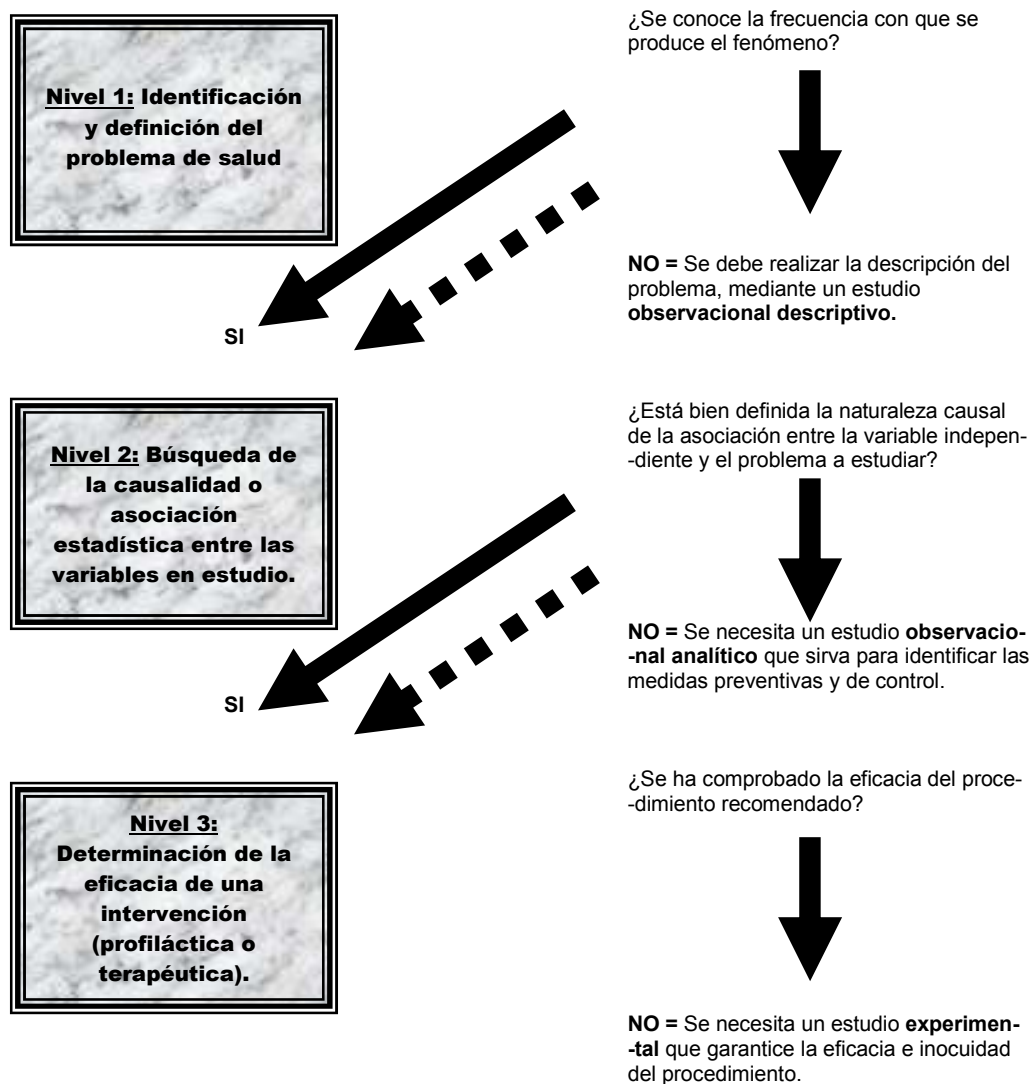 ¿Se conoce la frecuencia con que se
produce el fenómeno?
Nivel 1: Identificación
y definición del
problema de salud
NO = Se debe realizar la descripción del
problema, mediante un estudio
observacional descriptivo.
SI
¿Está bien definida la naturaleza causal
de la asociación entre la variable indepen-
-diente y el problema a estudiar?
Nivel 2: Búsqueda de
la causalidad o
asociación
estadística entre las
variables en estudio.
NO = Se necesita un estudio observacio-
-nal analítico que sirva para identificar las
medidas preventivas y de control.
SI
¿Se ha comprobado la eficacia del proce-
-dimiento recomendado?
Nivel 3:
Determinación de la
eficacia de una
intervención
(profiláctica o
terapéutica).
NO = Se necesita un estudio experimen-
-tal que garantice la eficacia e inocuidad
del procedimiento.